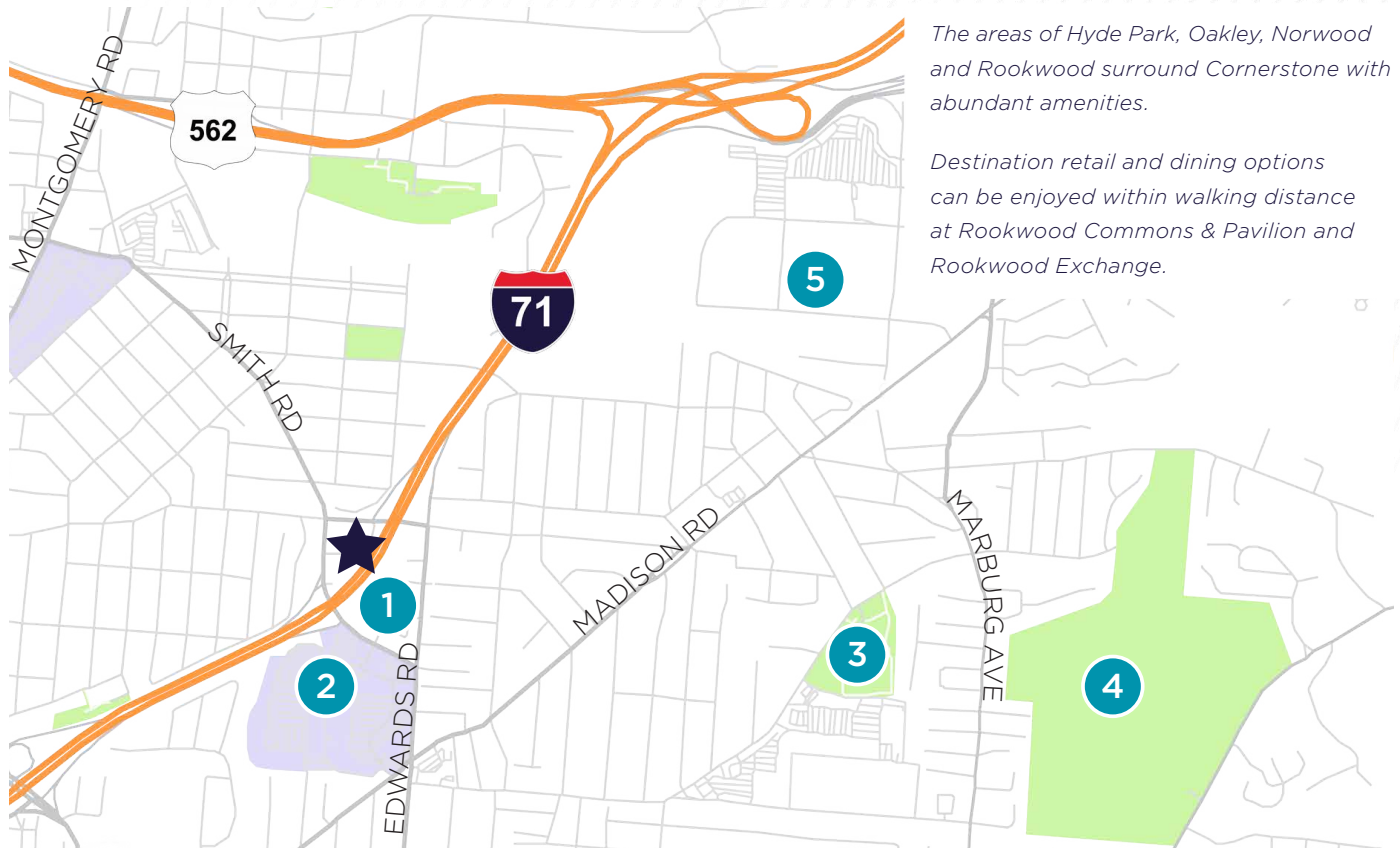 The areas of Hyde Park, Oakley, Norwood
and Rookwood surround Cornerstone with
abundant amenities.
Destination retail and dining options
can be enjoyed within walking distance
at Rookwood Commons & Pavilion and
Rookwood Exchange.
MONTGOMERY RD
562
71
5
SMITH RD
MADISON RD
MARBURG AVE
1
2
3
4
EDWARDS RD